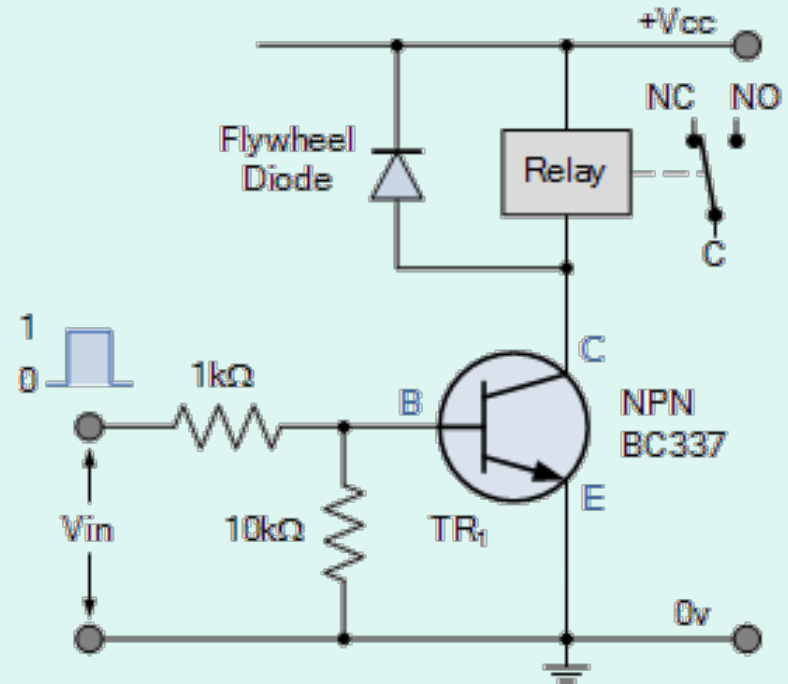 +Vcc
NC NO
Flywheel
Diode
Relay
C
1
0
1kΩ
B
C
NPN
BC337
Vin
10kΩ
TR₁
E
0v